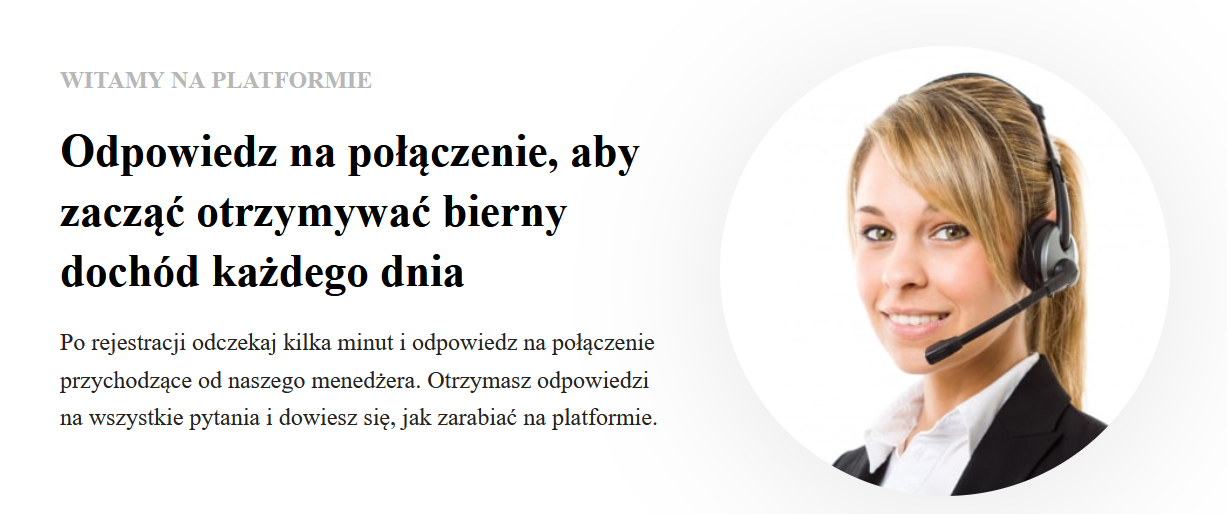 WITAMY NA PLATFORMIE
Odpowiedz na połączenie, aby
zacząć otrzymywać bierny
dochód każdego dnia
Po rejestracji odczekaj kilka minut i odpowiedz na połączenie
przychodzące od naszego menedżera. Otrzymasz odpowiedzi
na wszystkie pytania i dowiesz się, jak zarabiać na platformie.